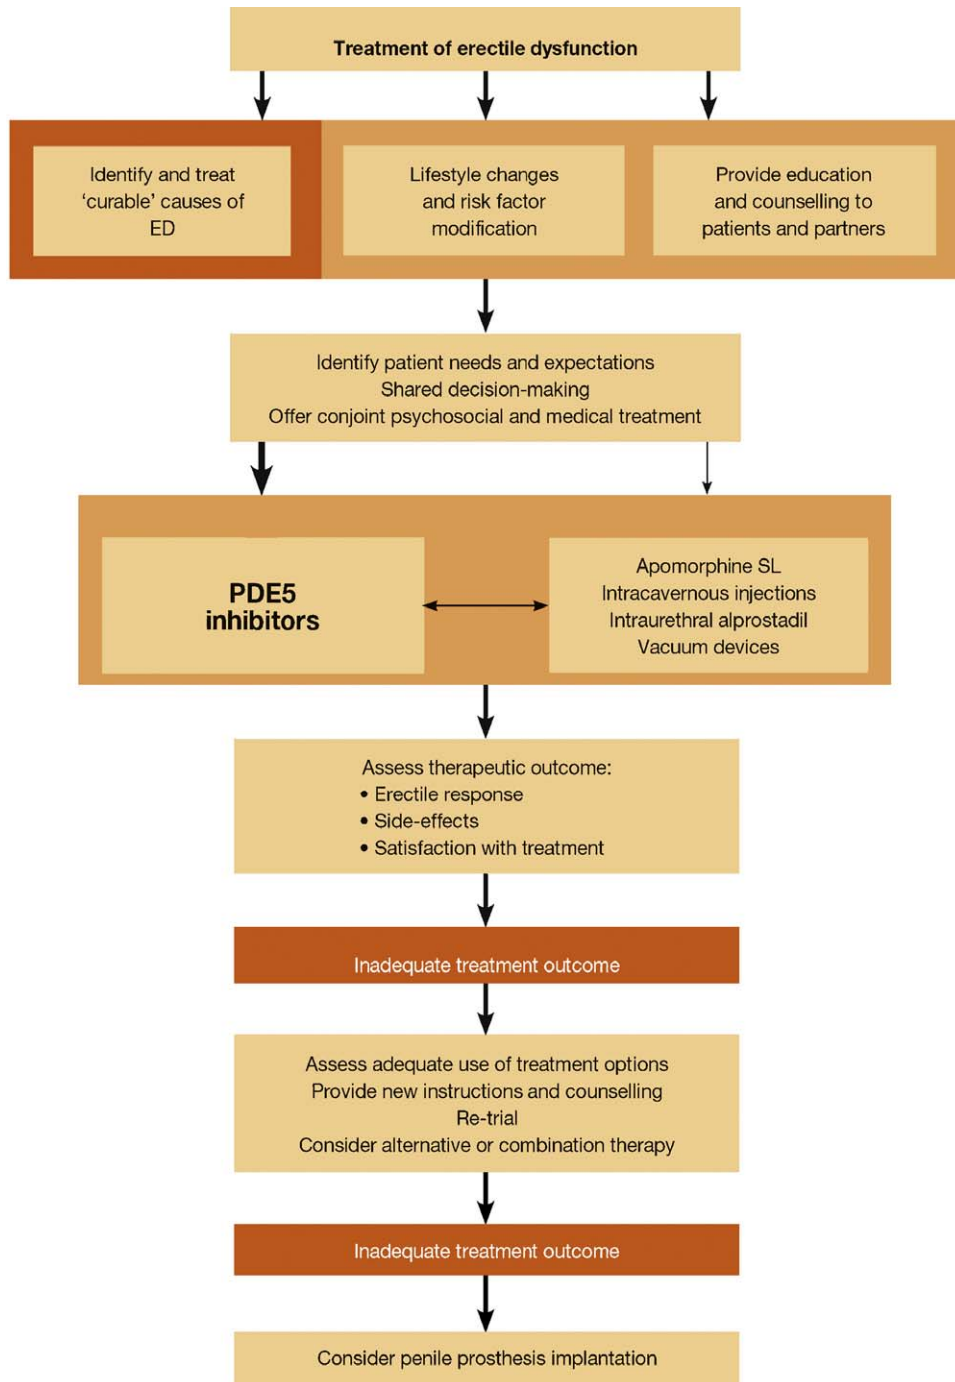 Treatment of erectile dysfunction
Identify and treat
‘curable’ causes of
ED
Lifestyle changes
and risk factor
modification
Provide education
and counselling to
patients and partners
Identify patient needs and expectations
Shared decision-making
Offer conjoint psychosocial and medical treatment
PDE5
inhibitors
Apomorphine SL
Intracavernous injections
Intraurethral alprostadil
Vacuum devices
Assess therapeutic outcome:
• Erectile response
• Side-effects
• Satisfaction with treatment
Inadequate treatment outcome
Assess adequate use of treatment options
Provide new instructions and counselling
Re-trial
Consider alternative or combination therapy
Inadequate treatment outcome
Consider penile prosthesis implantation